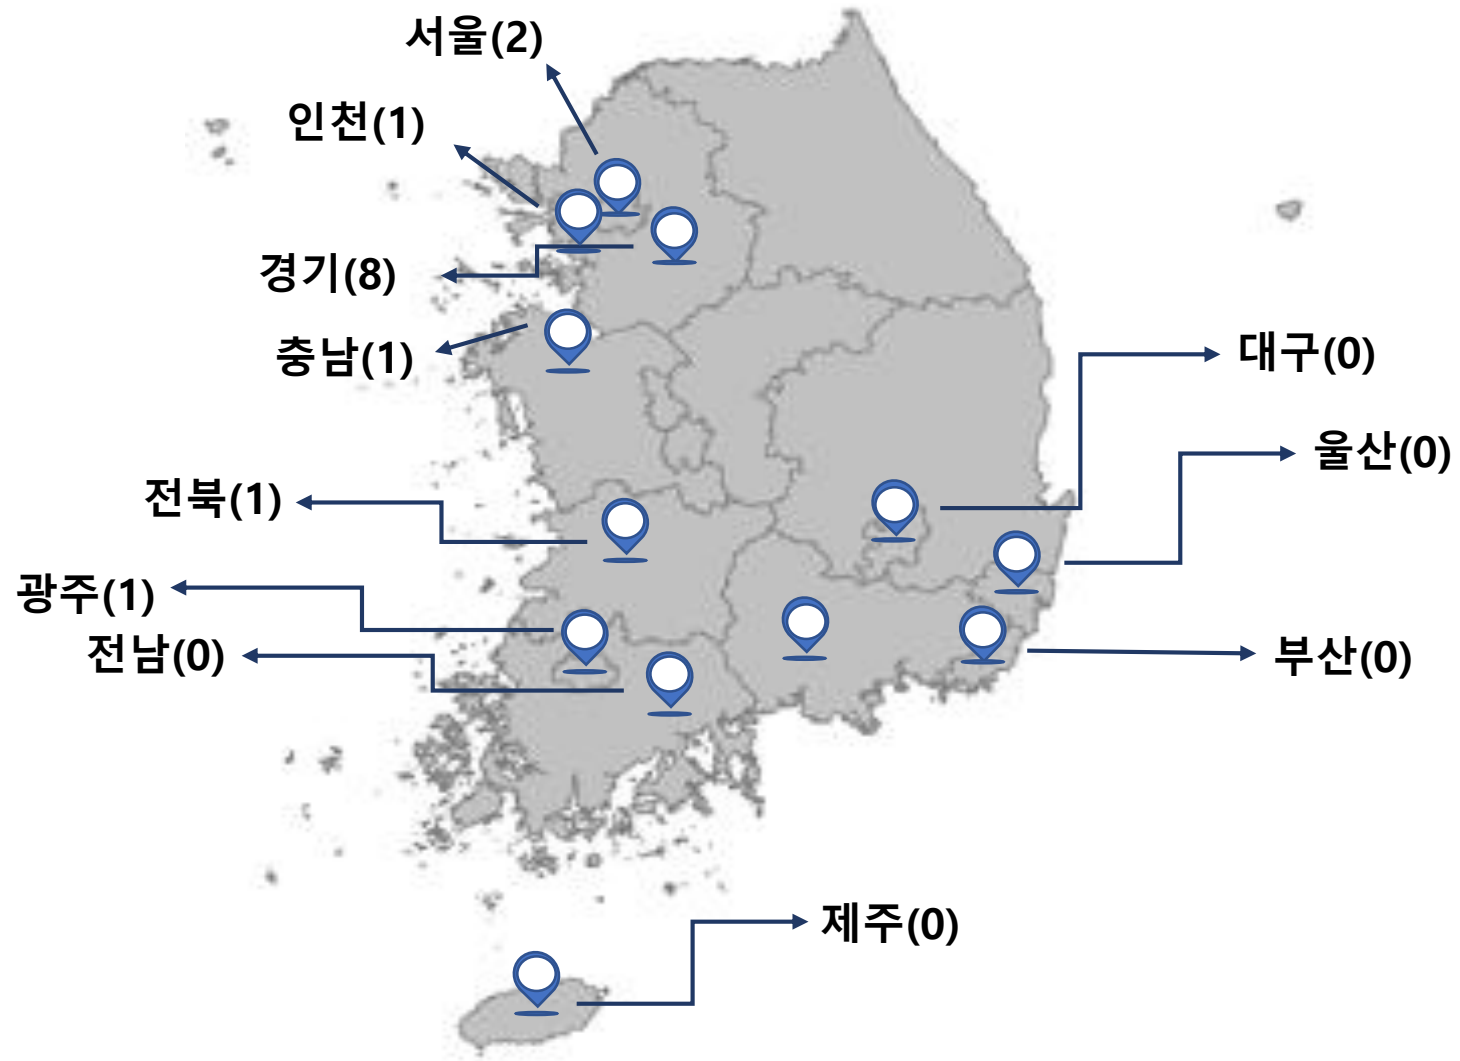 서울(2)
인천(1)
경기(8)
충남(1)
대구(0)
울산(0)
전북(1)
광주(1)
전남(0)
부산(0)
제주(0)